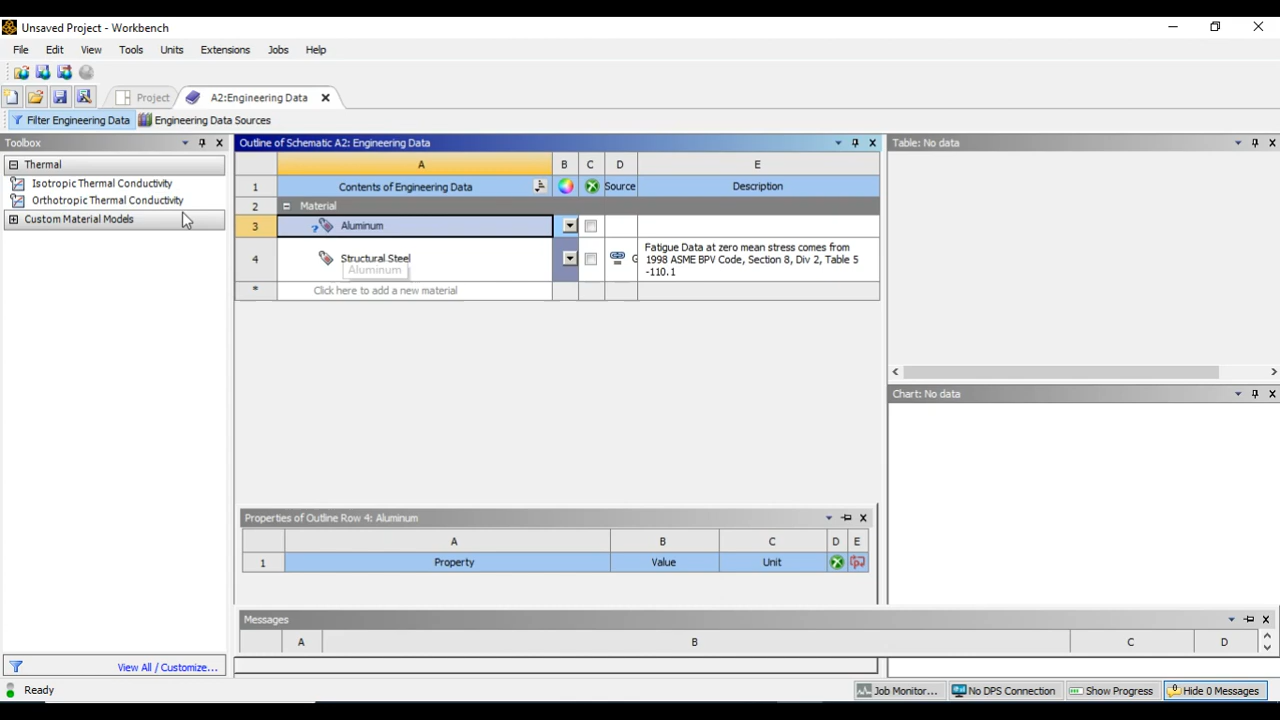 Unsaved Project - Workbench
File Edit View Tools Units Extensions Jobs Help
Project A2:Engineering Data
Filter Engineering Data Engineering Data Sources
Toolbox
Thermal
Isotropic Thermal Conductivity
Orthotropic Thermal Conductivity
Custom Material Models
View All / Customize...
Outline of Schematic A2: Engineering Data
A B C D E
1 Contents of Engineering Data Source Description
2 Material
3 Aluminum
4 Structural Steel G Fatigue Data at zero mean stress comes from
1998 ASME BPV Code, Section 8, Div 2, Table 5
-110.1
Aluminum
* Click here to add a new material
Properties of Outline Row 4: Aluminum
A B C D E
1 Property Value Unit
Table: No data
Chart: No data
Messages
A B C D
Ready
Job Monitor... No DPS Connection Show Progress Hide 0 Messages